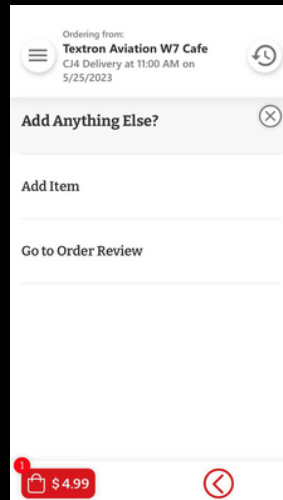 Ordering from:
Textron Aviation W7 Cafe
CJ4 Delivery at 11:00 AM on
5/25/2023
Add Anything Else?
Add Item
Go to Order Review
1
$4.99